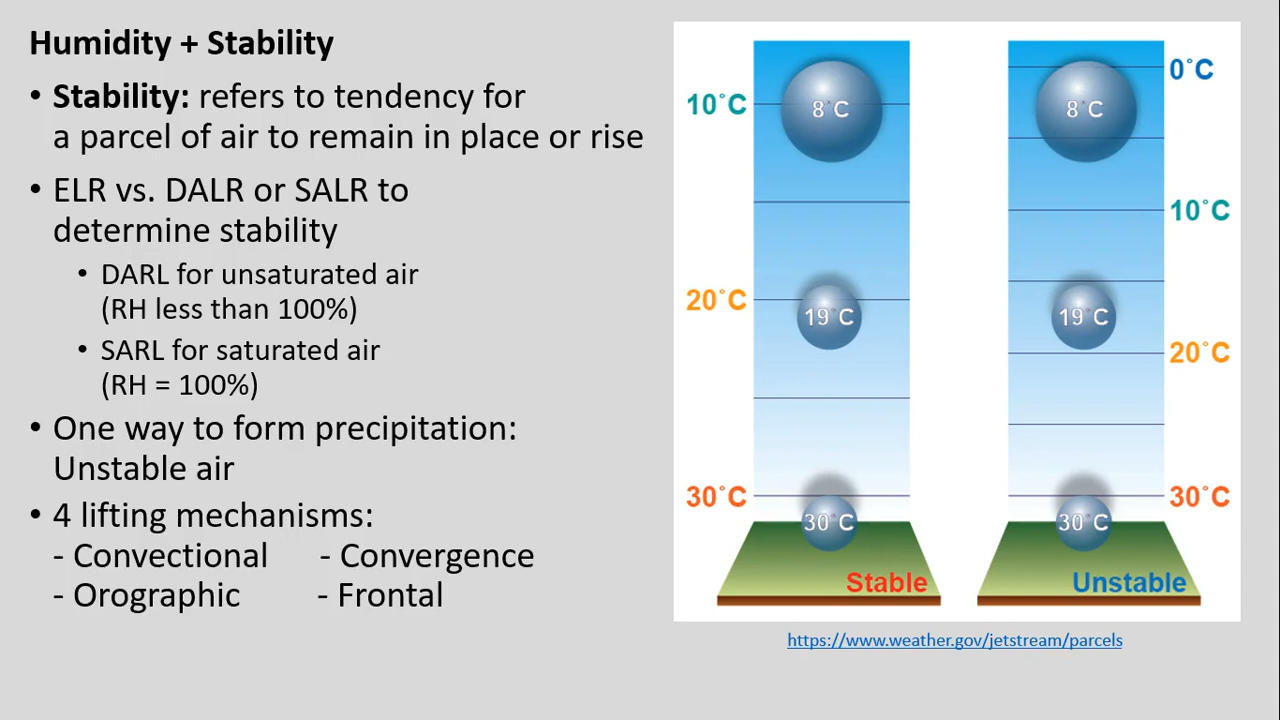 Humidity + Stability
• Stability: refers to tendency for
a parcel of air to remain in place or rise
• ELR vs. DALR or SALR to
determine stability
• DARL for unsaturated air
(RH less than 100%)
• SARL for saturated air
(RH = 100%)
• One way to form precipitation:
Unstable air
• 4 lifting mechanisms:
- Convectional - Convergence
- Orographic - Frontal
10°C
8°C
20°C
19°C
30°C
30°C
Stable
0°C
8°C
10°C
19°C
20°C
30°C
30°C
Unstable
https://www.weather.gov/jetstream/parcels